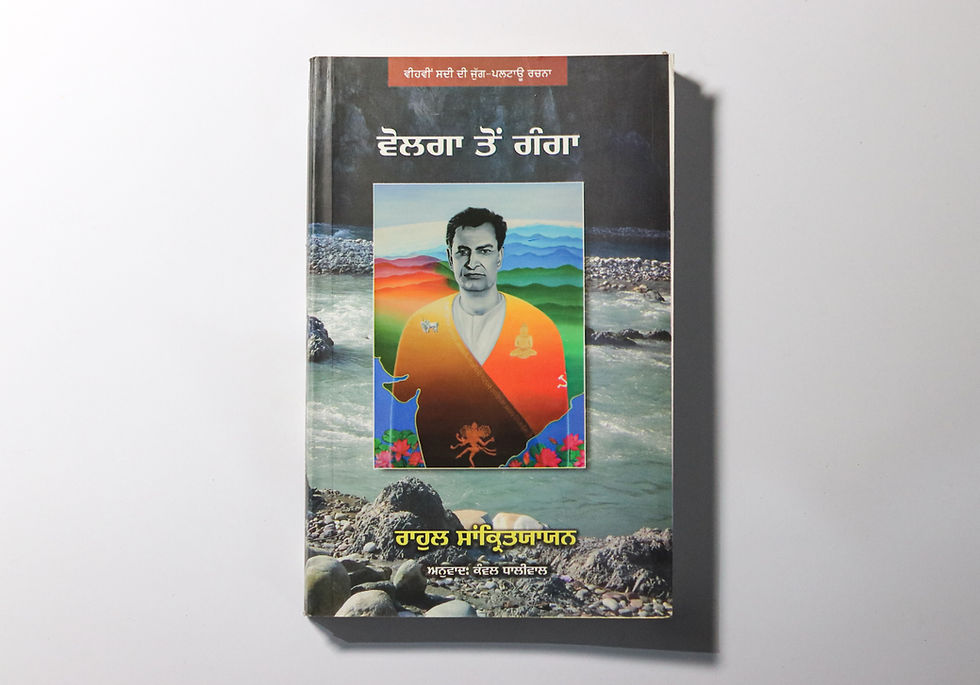 ਵੀਹਵੀਂ ਸਦੀ ਦੀ ਜੁੱਗ-ਪਲਟਾਊ ਰਚਨਾ
ਵੋਲਗਾ ਤੋਂ ਗੰਗਾ
ਰਾਹੁਲ ਸਾਂਕ੍ਰਿਤਯਾਯਨ
ਅਨੁਵਾਦ: ਕੰਵਲ ਧਾਲੀਵਾਲ